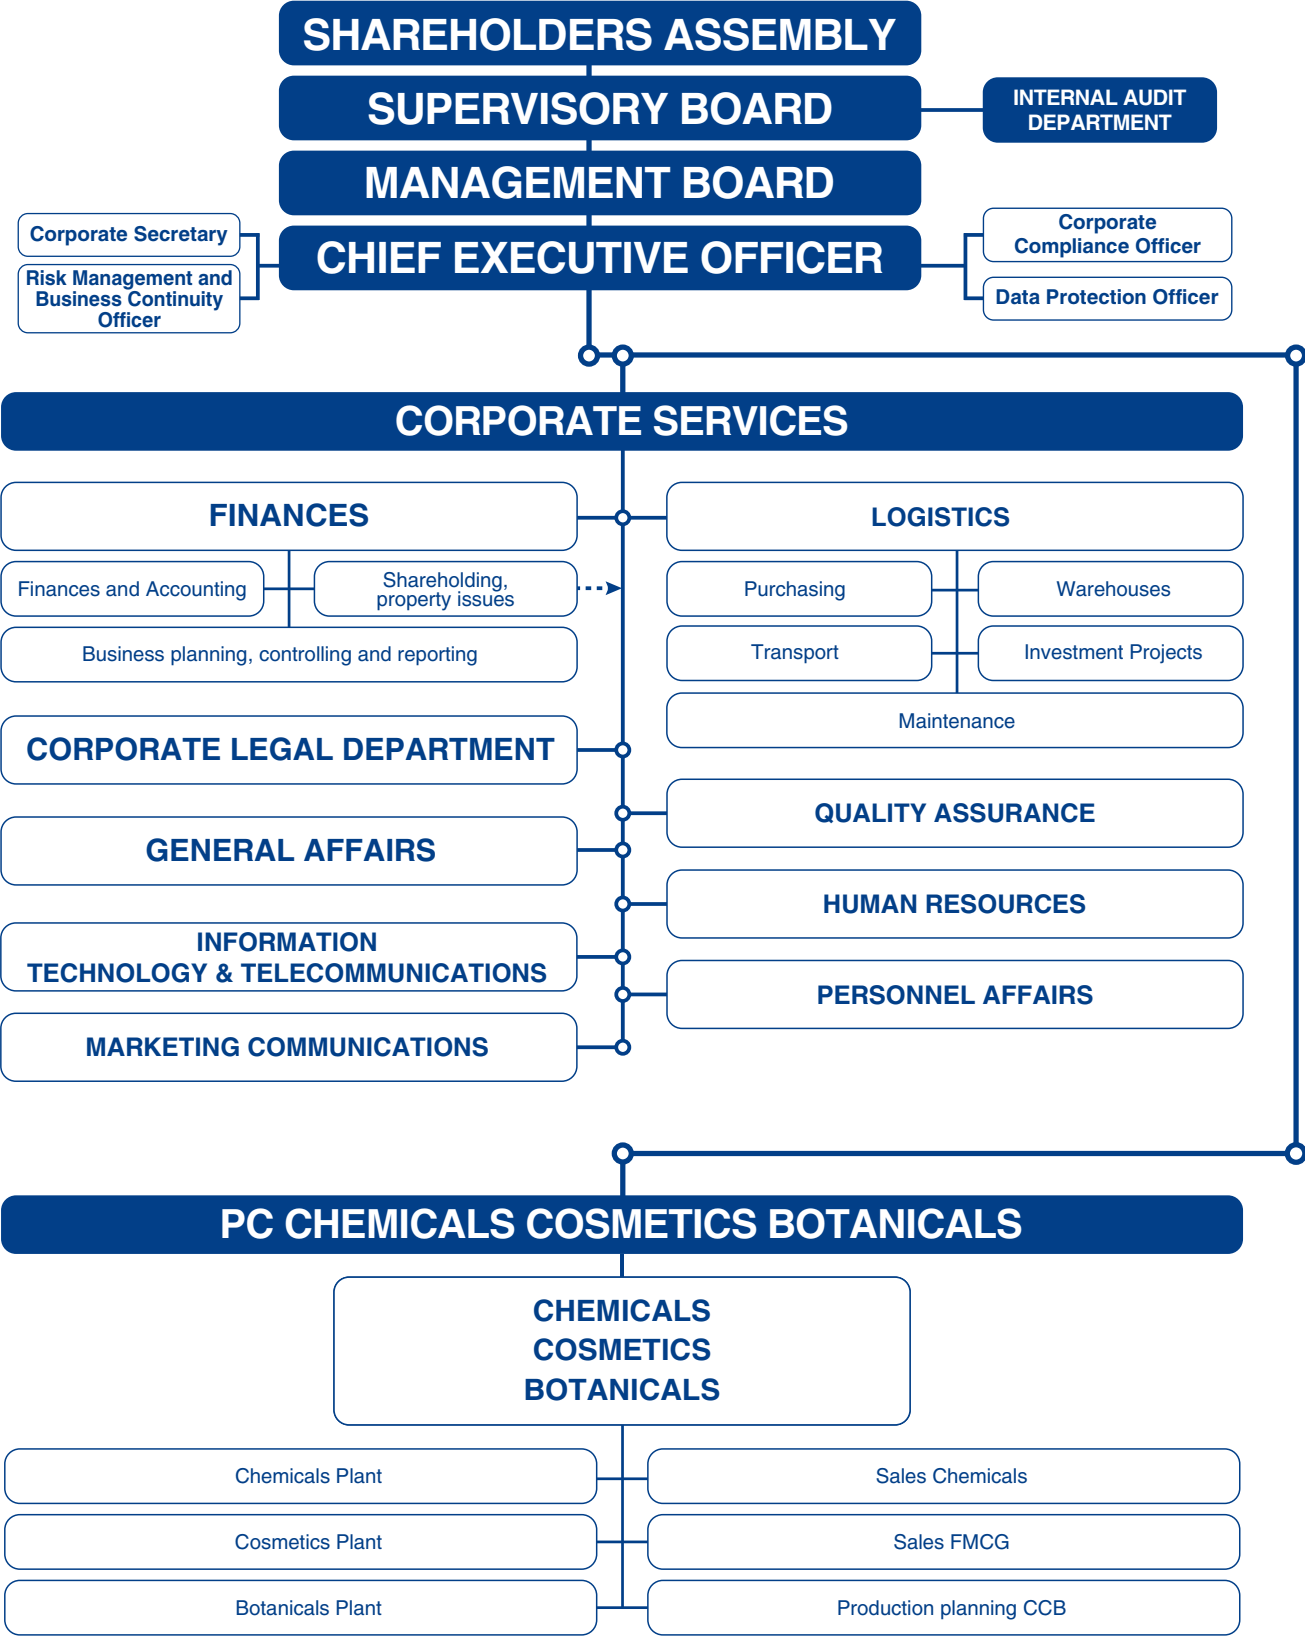 SHAREHOLDERS ASSEMBLY
SUPERVISORY BOARD
INTERNAL AUDIT
DEPARTMENT
MANAGEMENT BOARD
Corporate Secretary
Risk Management and
Business Continuity
Officer
CHIEF EXECUTIVE OFFICER
Corporate
Compliance Officer
Data Protection Officer
CORPORATE SERVICES
FINANCES
Finances and Accounting
Shareholding,
property issues
Business planning, controlling and reporting
CORPORATE LEGAL DEPARTMENT
GENERAL AFFAIRS
INFORMATION
TECHNOLOGY & TELECOMMUNICATIONS
MARKETING COMMUNICATIONS
LOGISTICS
Purchasing
Warehouses
Transport
Investment Projects
Maintenance
QUALITY ASSURANCE
HUMAN RESOURCES
PERSONNEL AFFAIRS
PC CHEMICALS COSMETICS BOTANICALS
CHEMICALS
COSMETICS
BOTANICALS
Chemicals Plant
Sales Chemicals
Cosmetics Plant
Sales FMCG
Botanicals Plant
Production planning CCB